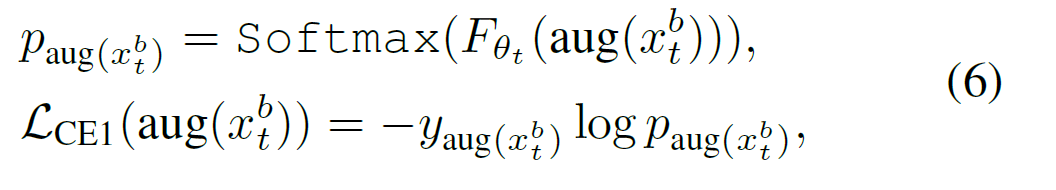 p_{aug(x_t^b)} = Softmax(F_{θ_t}(aug(x_t^b))),
ℒ_{CE1}(aug(x_t^b)) = −y_{aug(x_t^b)} log p_{aug(x_t^b)},
(6)